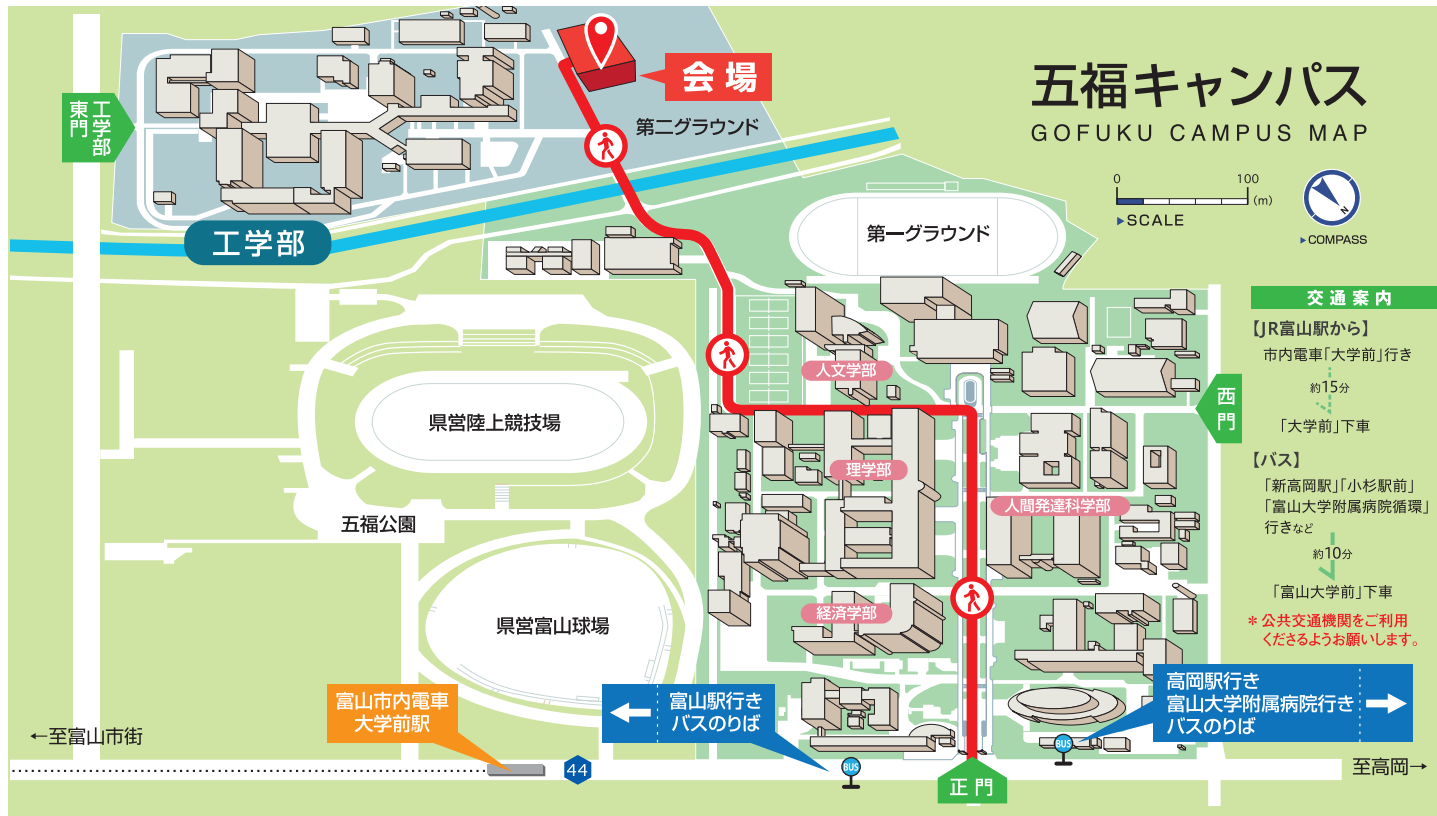 五福キャンパス
GOFUKU CAMPUS MAP
0
100
(m)
▶SCALE
N
▶COMPASS
会場
第二グラウンド
工学部
東門
工学部
第一グラウンド
人文学部
県営陸上競技場
理学部
西門
人間発達科学部
五福公園
経済学部
県営富山球場
富山市内電車
大学前駅
←
富山駅行き
バスのりば
高岡駅行き
富山大学附属病院行き
バスのりば
→
←至富山市街
44
BUS
BUS
正門
至高岡→
交通案内
【JR富山駅から】
市内電車「大学前」行き
約15分
「大学前」下車
【バス】
「新高岡駅」「小杉駅前」
「富山大学附属病院循環」
行きなど
約10分
「富山大学前」下車
＊公共交通機関をご利用
くださるようお願いします。